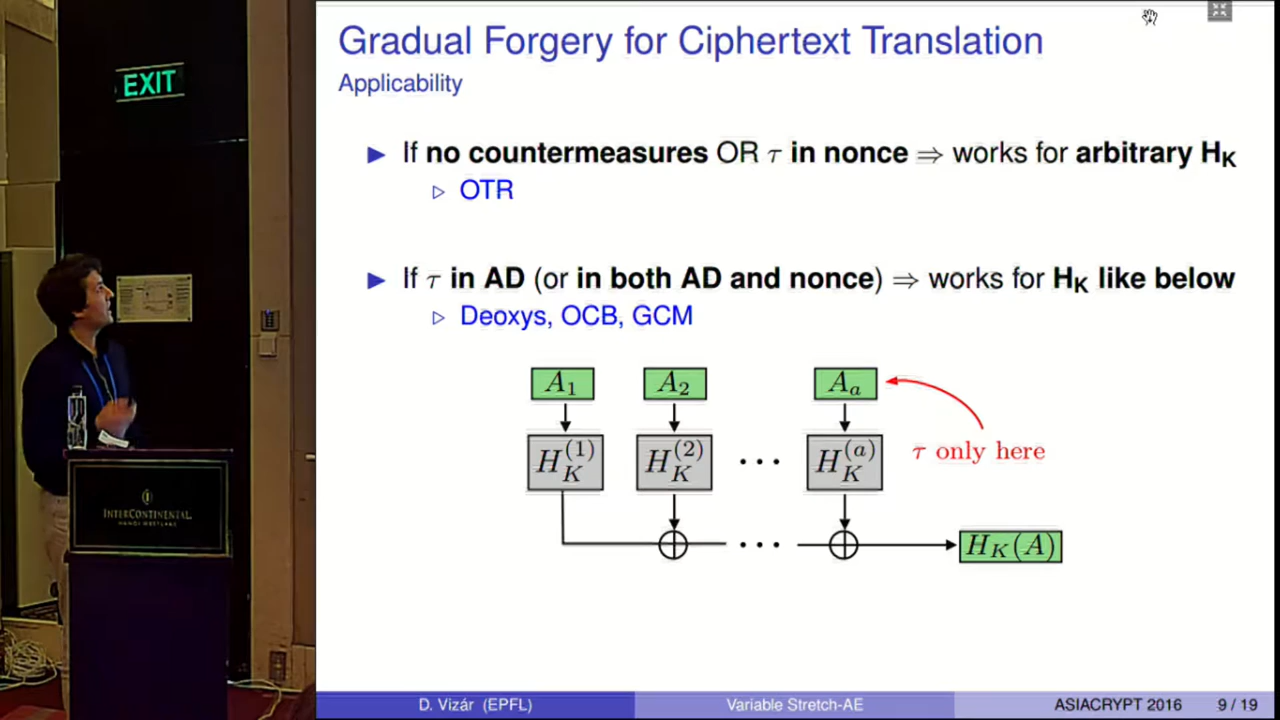 EXIT
Gradual Forgery for Ciphertext Translation
Applicability
► If no countermeasures OR τ in nonce ⇒ works for arbitrary H_K
▷ OTR
► If τ in AD (or in both AD and nonce) ⇒ works for H_K like below
▷ Deoxys, OCB, GCM
A_1 A_2 A_a
H_K^(1) H_K^(2) ··· H_K^(a)
τ only here
··· H_K(A)
INTERCONTINENTAL.
HANOI WESTLAKE
D. Vizár (EPFL) Variable Stretch-AE ASIACRYPT 2016 9 / 19